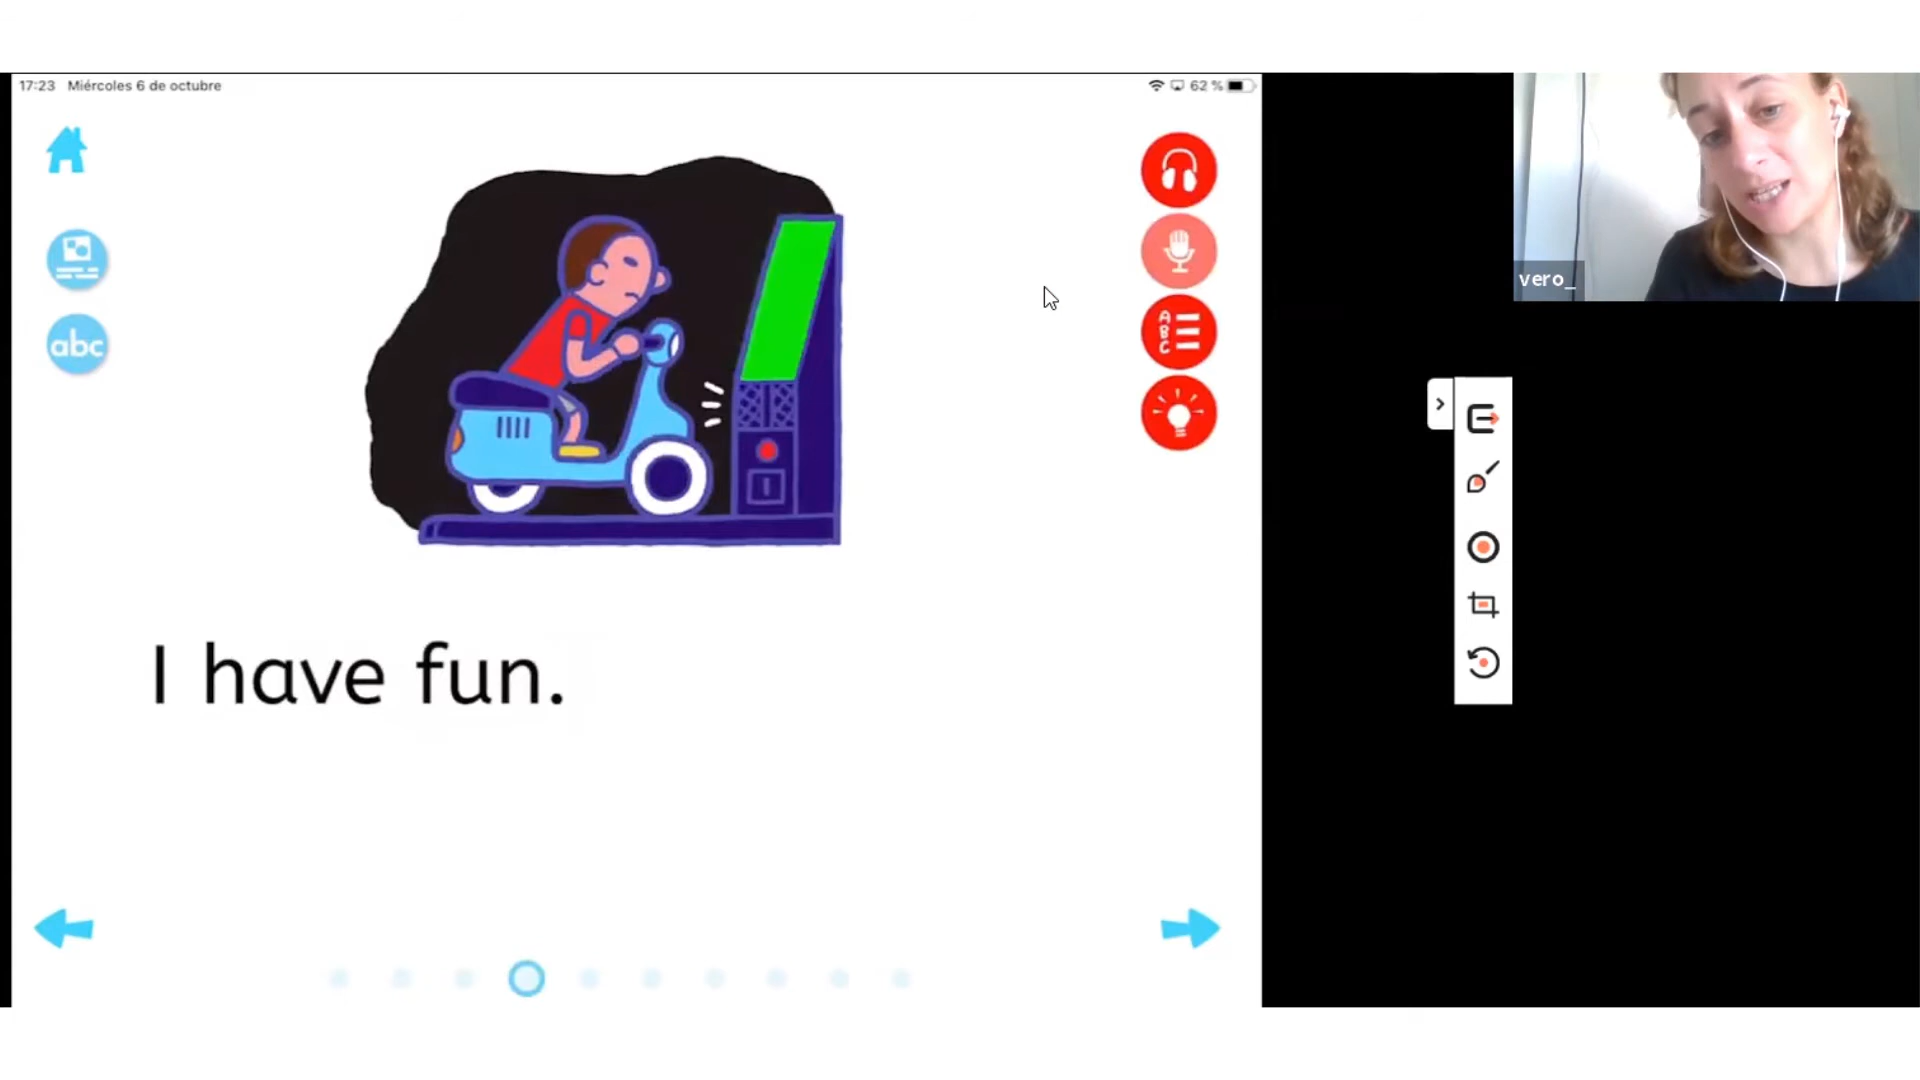 17:23 Miércoles 6 de octubre 62 %
vero_
abc
A
B
C
I have fun.